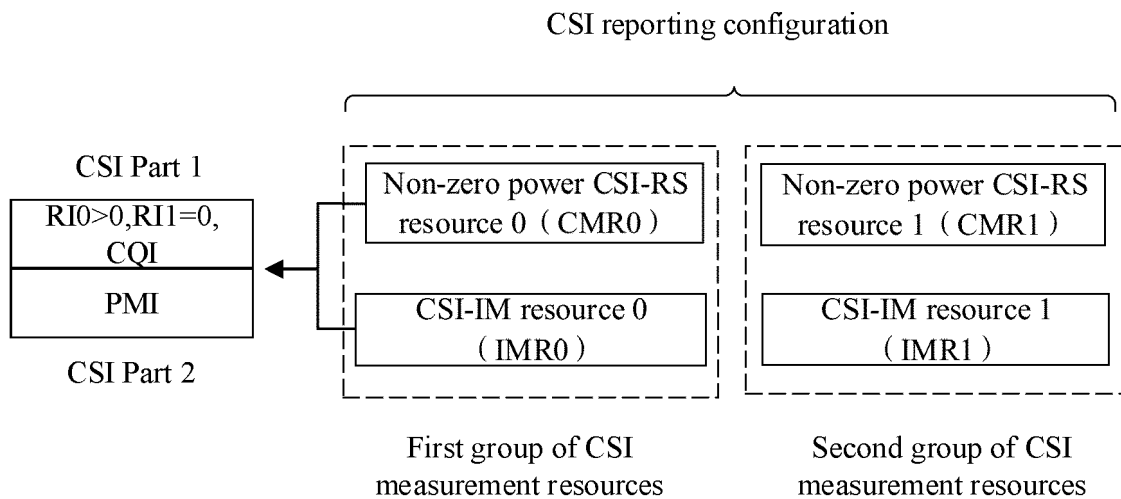 CSI reporting configuration
CSI Part 1
RI0>0,RI1=0,
CQI
PMI
CSI Part 2
Non-zero power CSI-RS
resource 0（CMR0）
CSI-IM resource 0
（IMR0）
First group of CSI
measurement resources
Non-zero power CSI-RS
resource 1（CMR1）
CSI-IM resource 1
（IMR1）
Second group of CSI
measurement resources